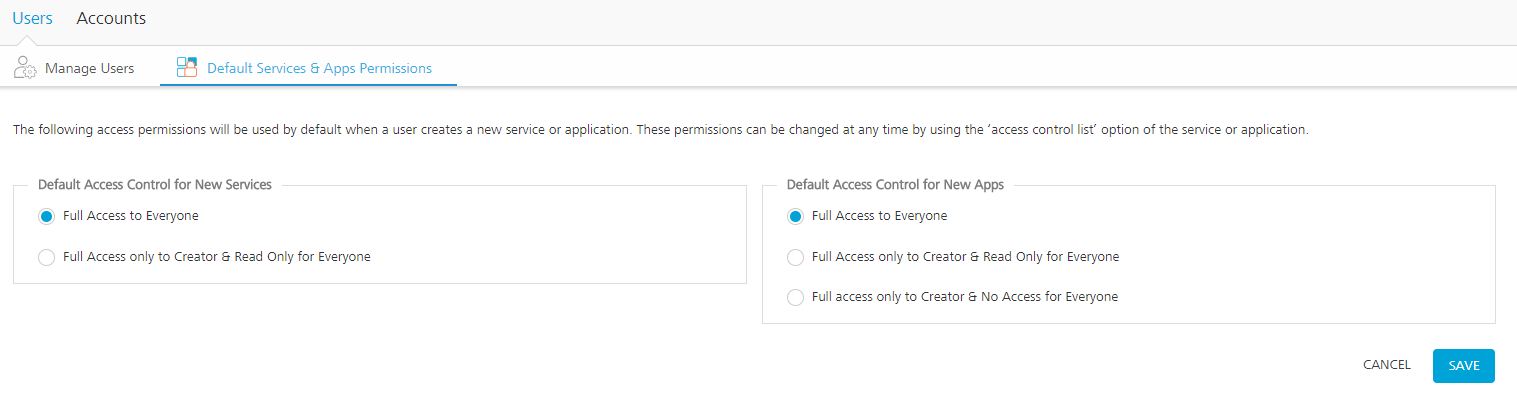 Users Accounts
Manage Users Default Services & Apps Permissions
The following access permissions will be used by default when a user creates a new service or application. These permissions can be changed at any time by using the ‘access control list’ option of the service or application.
Default Access Control for New Services
Full Access to Everyone
Full Access only to Creator & Read Only for Everyone
Default Access Control for New Apps
Full Access to Everyone
Full Access only to Creator & Read Only for Everyone
Full access only to Creator & No Access for Everyone
CANCEL SAVE